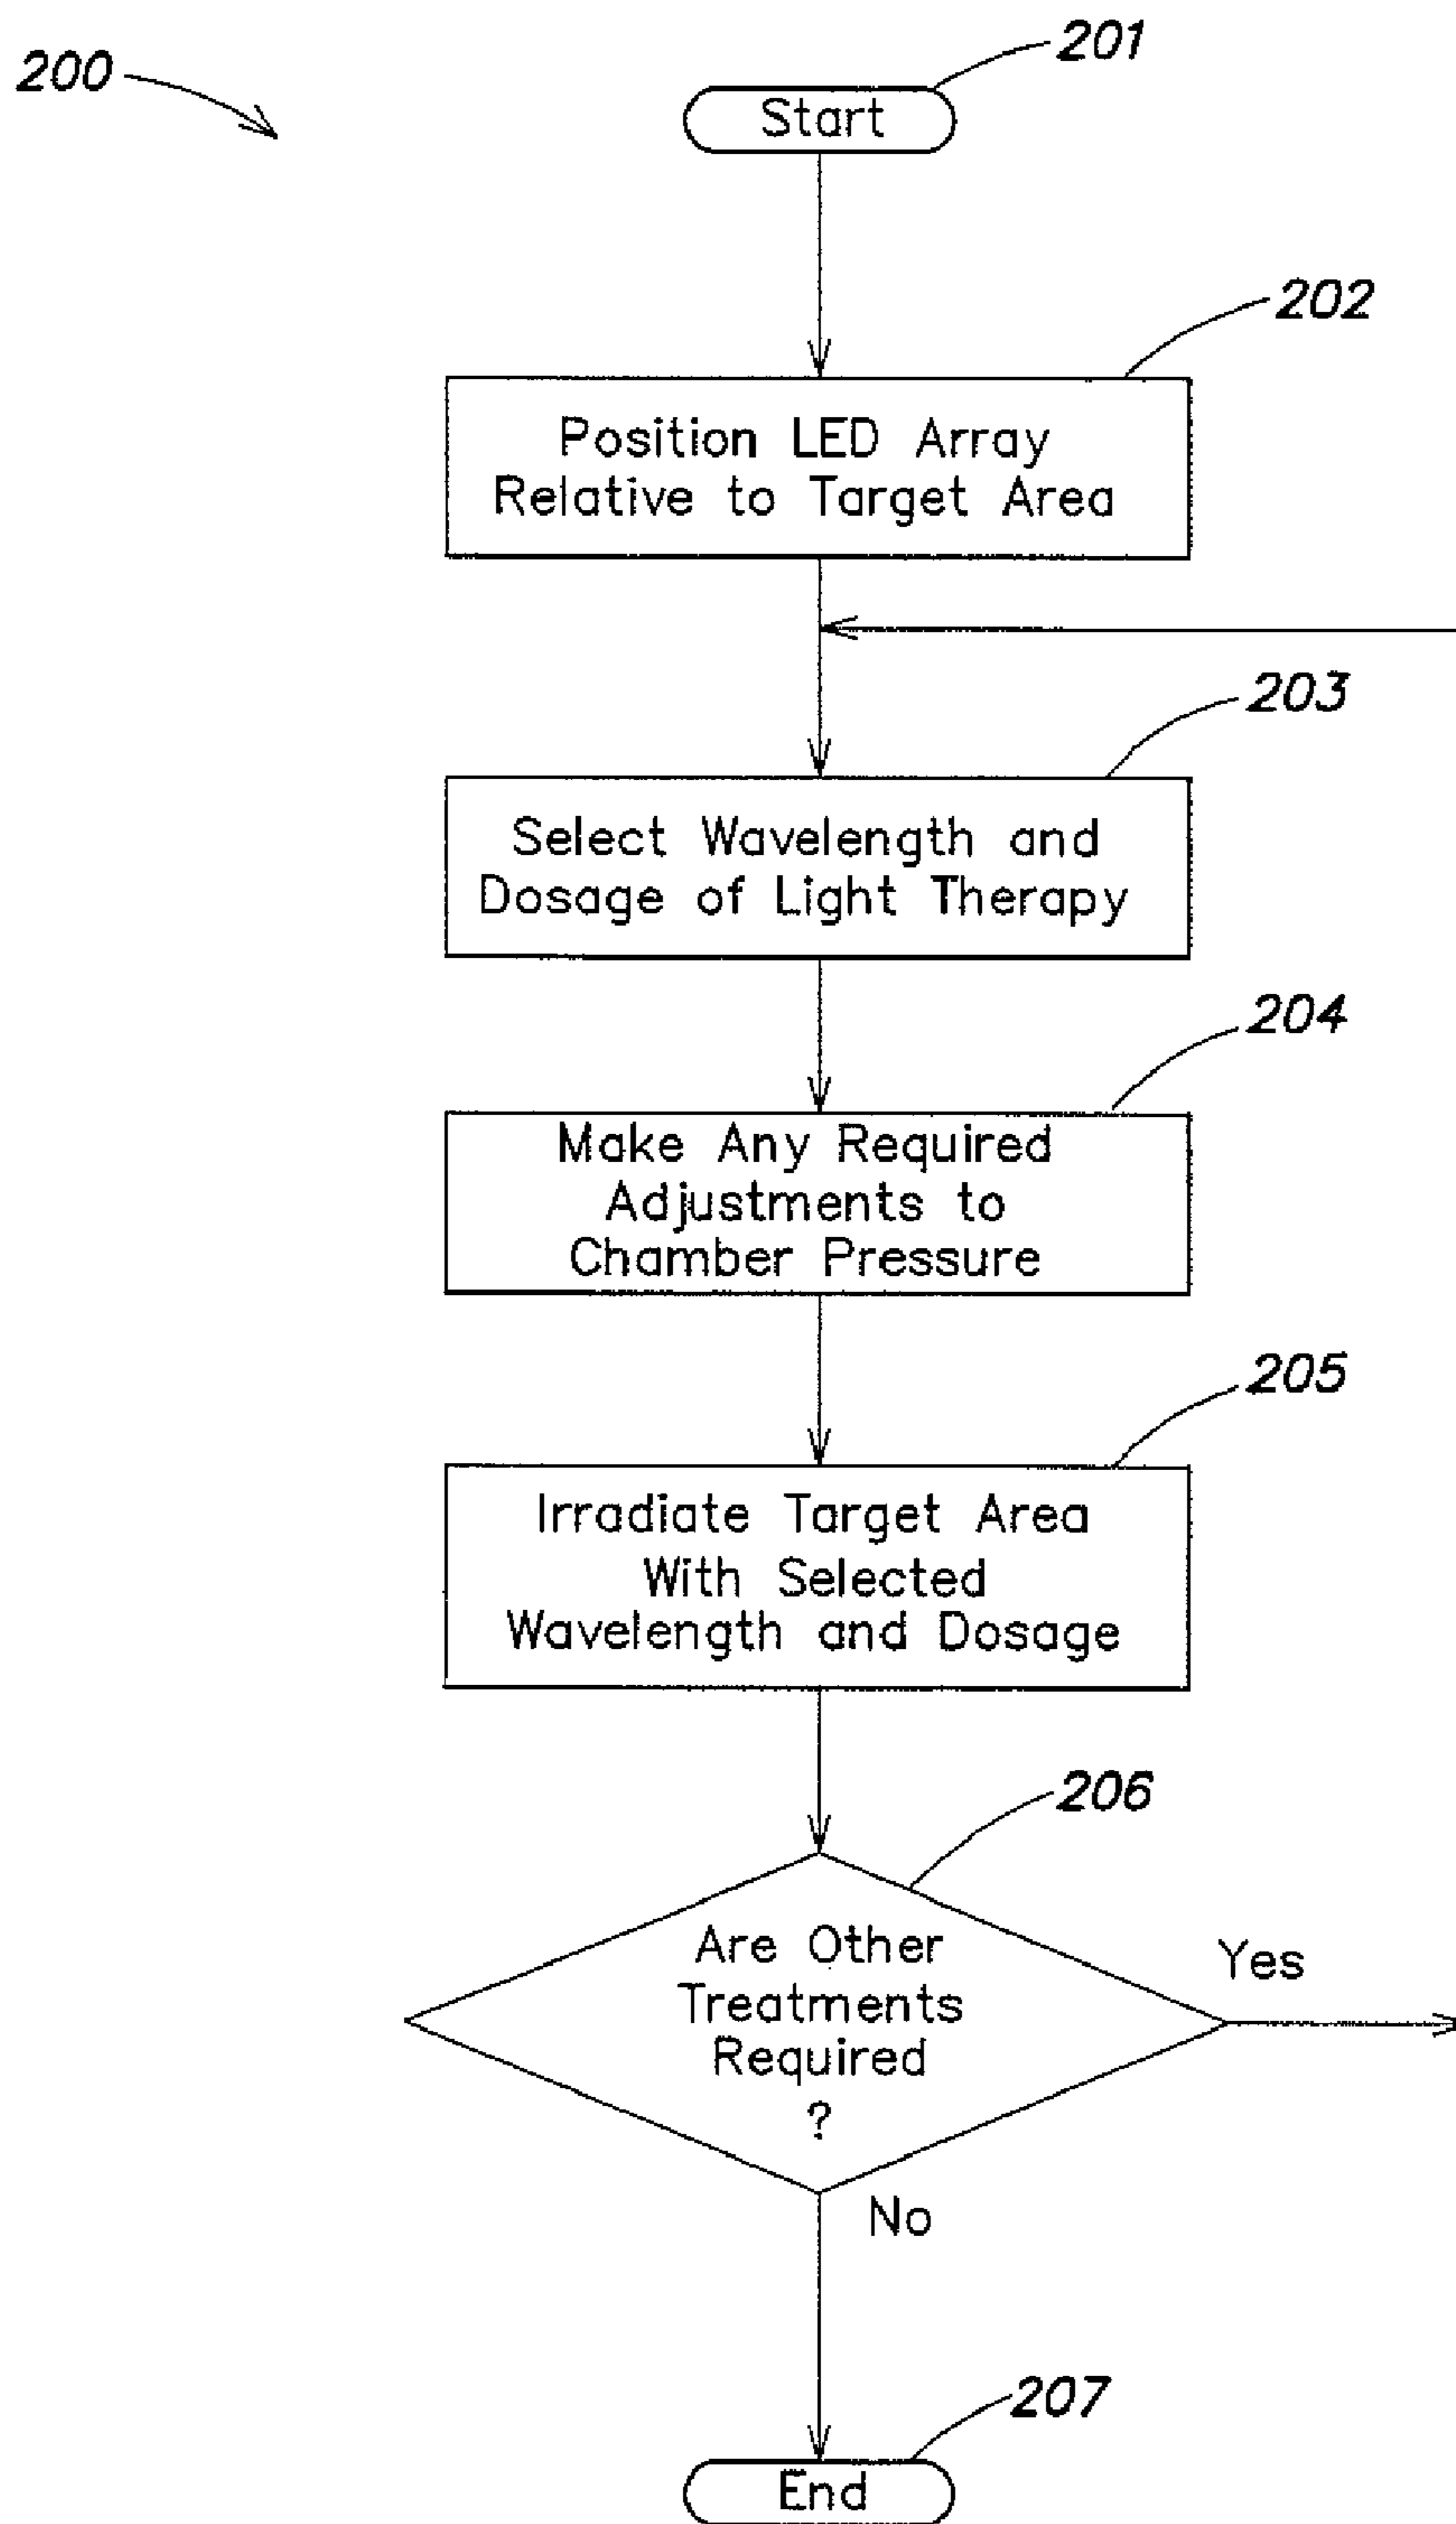 200
201
Start
202
Position LED Array
Relative to Target Area
203
Select Wavelength and
Dosage of Light Therapy
204
Make Any Required
Adjustments to
Chamber Pressure
205
Irradiate Target Area
With Selected
Wavelength and Dosage
206
Are Other
Treatments
Required
?
Yes
No
207
End